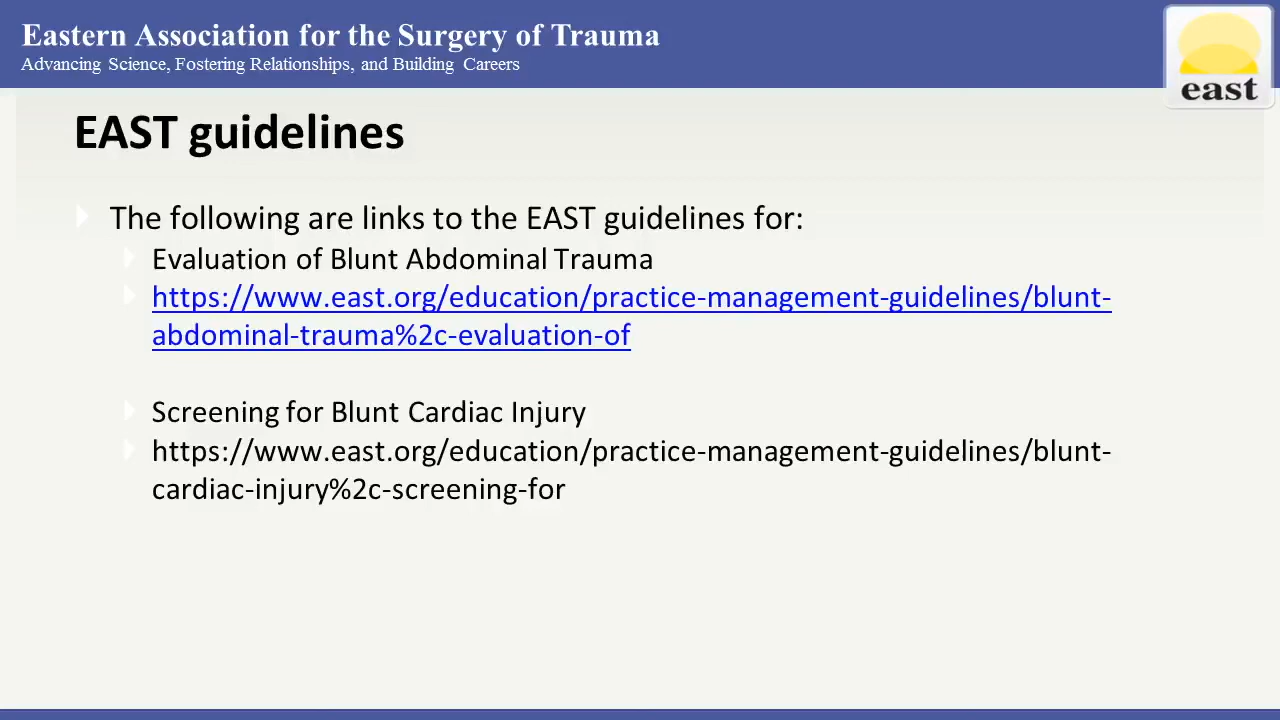 Eastern Association for the Surgery of Trauma
Advancing Science, Fostering Relationships, and Building Careers
east
EAST guidelines
The following are links to the EAST guidelines for:
Evaluation of Blunt Abdominal Trauma
https://www.east.org/education/practice-management-guidelines/blunt-
abdominal-trauma%2c-evaluation-of
Screening for Blunt Cardiac Injury
https://www.east.org/education/practice-management-guidelines/blunt-
cardiac-injury%2c-screening-for